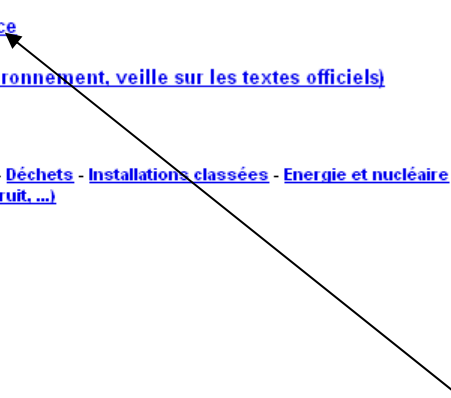 ce
ronnement, veille sur les textes officiels)
- Déchets - Installations classées - Energie et nucléaire
ruit, ...)